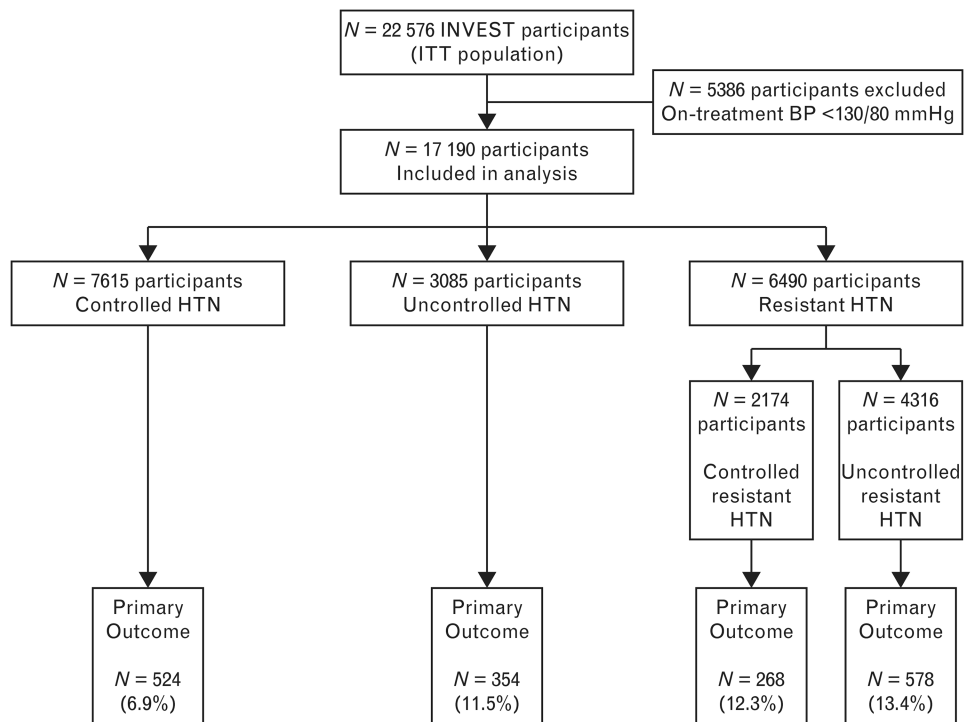 N = 22 576 INVEST participants
(ITT population)
N = 5386 participants excluded
On-treatment BP <130/80 mmHg
N = 17 190 participants
Included in analysis
N = 7615 participants
Controlled HTN
N = 3085 participants
Uncontrolled HTN
N = 6490 participants
Resistant HTN
N = 2174
participants
Controlled
resistant
HTN
N = 4316
participants
Uncontrolled
resistant
HTN
Primary
Outcome
N = 524
(6.9%)
Primary
Outcome
N = 354
(11.5%)
Primary
Outcome
N = 268
(12.3%)
Primary
Outcome
N = 578
(13.4%)